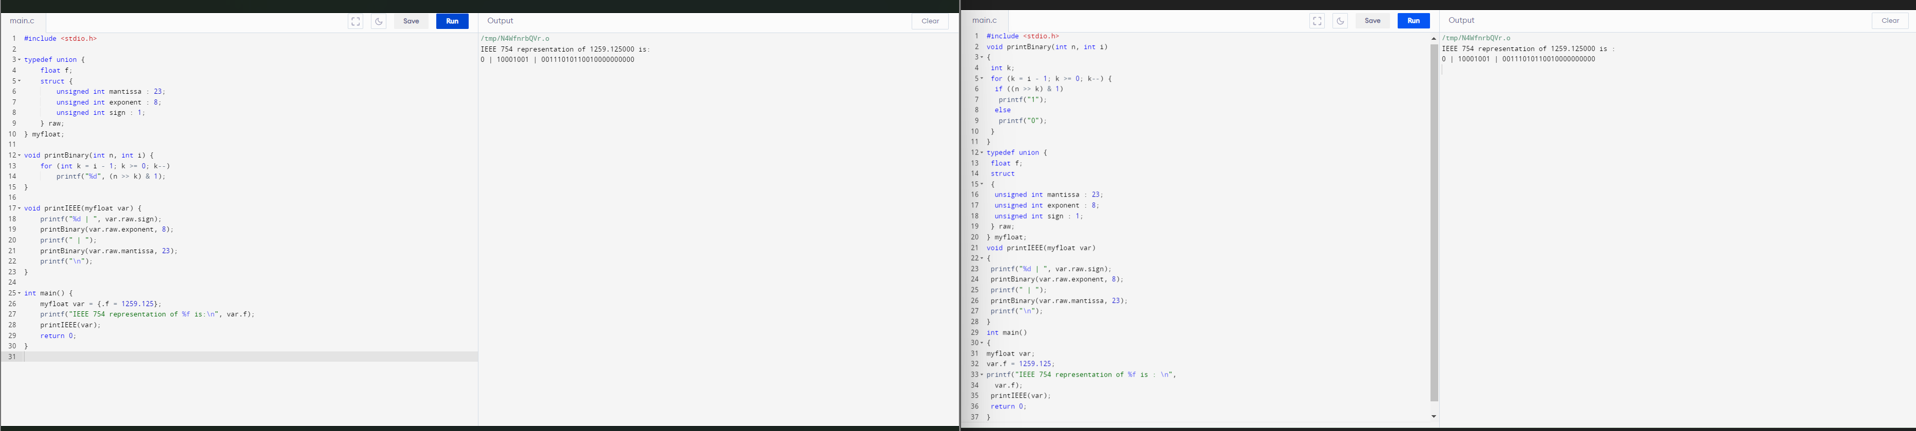 main.c
Save
Run
Output
Clear
1 #include <stdio.h>
2
3 typedef union {
4 float f;
5 struct {
6 unsigned int mantissa : 23;
7 unsigned int exponent : 8;
8 unsigned int sign : 1;
9 } raw;
10 } myfloat;
11
12 void printBinary(int n, int i) {
13 for (int k = i - 1; k >= 0; k--)
14 printf("%d", (n >> k) & 1);
15 }
16
17 void printIEEE(myfloat var) {
18 printf("%d | ", var.raw.sign);
19 printBinary(var.raw.exponent, 8);
20 printf(" | ");
21 printBinary(var.raw.mantissa, 23);
22 printf("\n");
23 }
24
25 int main() {
26 myfloat var = {.f = 1259.125};
27 printf("IEEE 754 representation of %f is:\n", var.f);
28 printIEEE(var);
29 return 0;
30 }
31
/tmp/N4WfnrbQVr.o
IEEE 754 representation of 1259.125000 is:
0 | 10001001 | 00111010110010000000000
main.c
Save
Run
Output
Clear
1 #include <stdio.h>
2 void printBinary(int n, int i)
3 {
4 int k;
5 for (k = i - 1; k >= 0; k--) {
6 if ((n >> k) & 1)
7 printf("1");
8 else
9 printf("0");
10 }
11 }
12 typedef union {
13 float f;
14 struct
15 {
16 unsigned int mantissa : 23;
17 unsigned int exponent : 8;
18 unsigned int sign : 1;
19 } raw;
20 } myfloat;
21 void printIEEE(myfloat var)
22 {
23 printf("%d | ", var.raw.sign);
24 printBinary(var.raw.exponent, 8);
25 printf(" | ");
26 printBinary(var.raw.mantissa, 23);
27 printf("\n");
28 }
29 int main()
30 {
31 myfloat var;
32 var.f = 1259.125;
33 printf("IEEE 754 representation of %f is : \n",
34 var.f);
35 printIEEE(var);
36 return 0;
37 }
/tmp/N4WfnrbQVr.o
IEEE 754 representation of 1259.125000 is :
0 | 10001001 | 00111010110010000000000